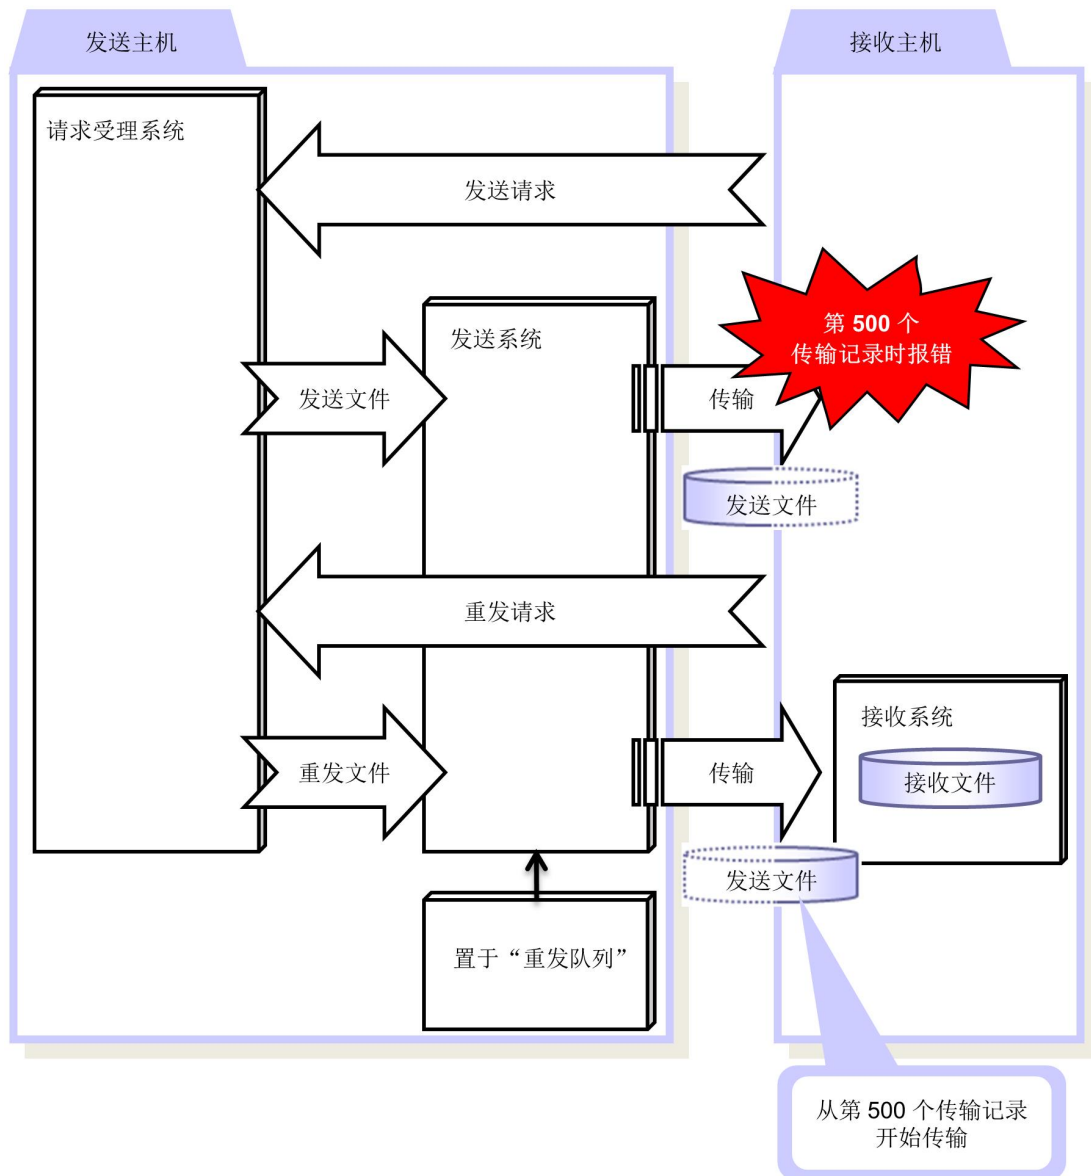 发送主机
接收主机
请求受理系统
发送请求
第 500 个
传输记录时报错
发送系统
发送文件
传输
发送文件
重发请求
接收系统
接收文件
重发文件
传输
发送文件
置于“重发队列”
从第 500 个传输记录
开始传输